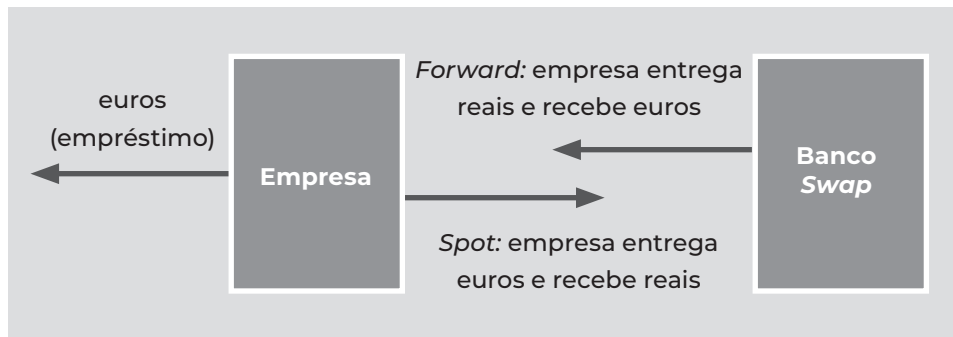 euros
(empréstimo)
Empresa
Forward: empresa entrega
reais e recebe euros
Spot: empresa entrega
euros e recebe reais
Banco
Swap